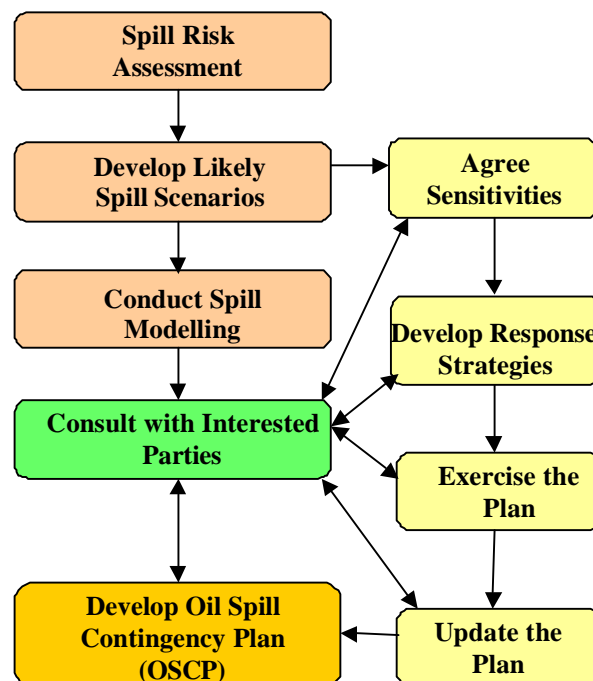 Spill Risk
Assessment
Develop Likely
Spill Scenarios
Agree
Sensitivities
Conduct Spill
Modelling
Develop Response
Strategies
Consult with Interested
Parties
Exercise the
Plan
Develop Oil Spill
Contingency Plan
(OSCP)
Update the
Plan